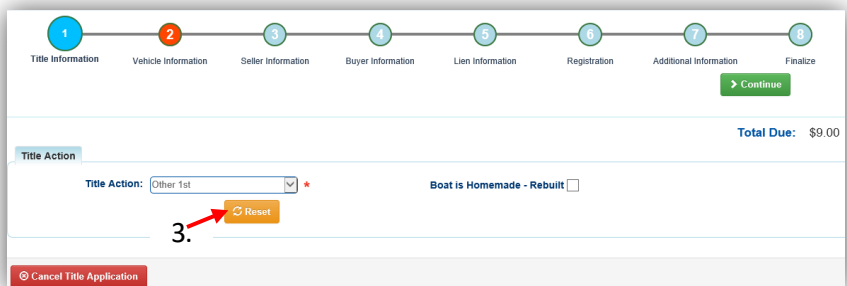 1 2 3 4 5 6 7 8
Title Information Vehicle Information Seller Information Buyer Information Lien Information Registration Additional Information Finalize
Continue
Total Due: $9.00
Title Action
Title Action: Other 1st * Boat is Homemade - Rebuilt
Reset
3.
Cancel Title Application